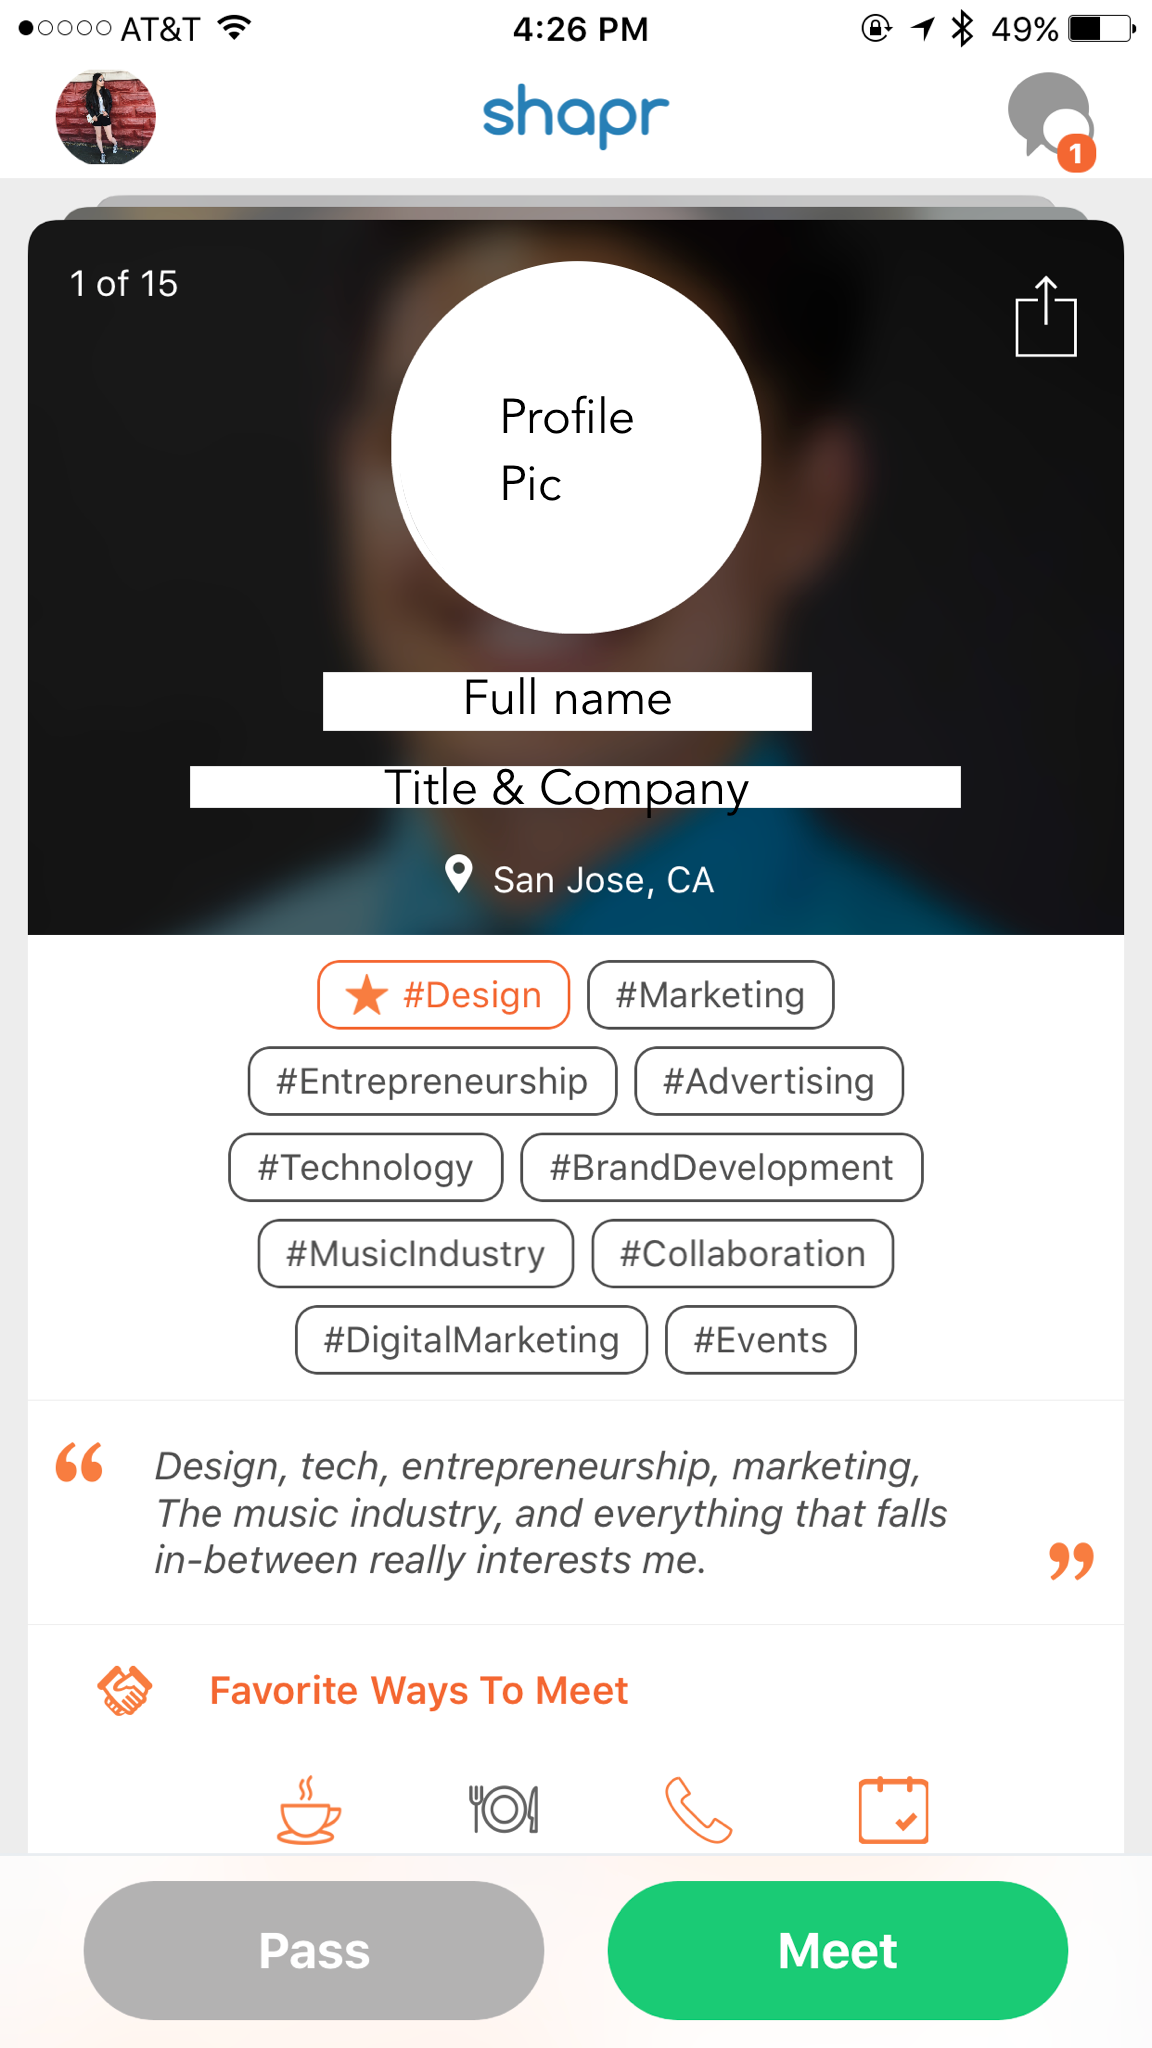 AT&T 4:26 PM 49%
shapr
1
1 of 15
Profile
Pic
Full name
Title & Company
San Jose, CA
#Design #Marketing
#Entrepreneurship #Advertising
#Technology #BrandDevelopment
#MusicIndustry #Collaboration
#DigitalMarketing #Events
“ Design, tech, entrepreneurship, marketing,
The music industry, and everything that falls
in-between really interests me. ”
Favorite Ways To Meet
Pass Meet